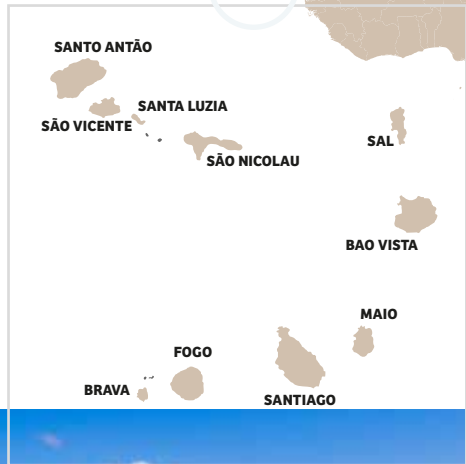 SANTO ANTÃO
SANTA LUZIA
SÃO VICENTE
SAL
SÃO NICOLAU
BAO VISTA
MAIO
FOGO
BRAVA
SANTIAGO